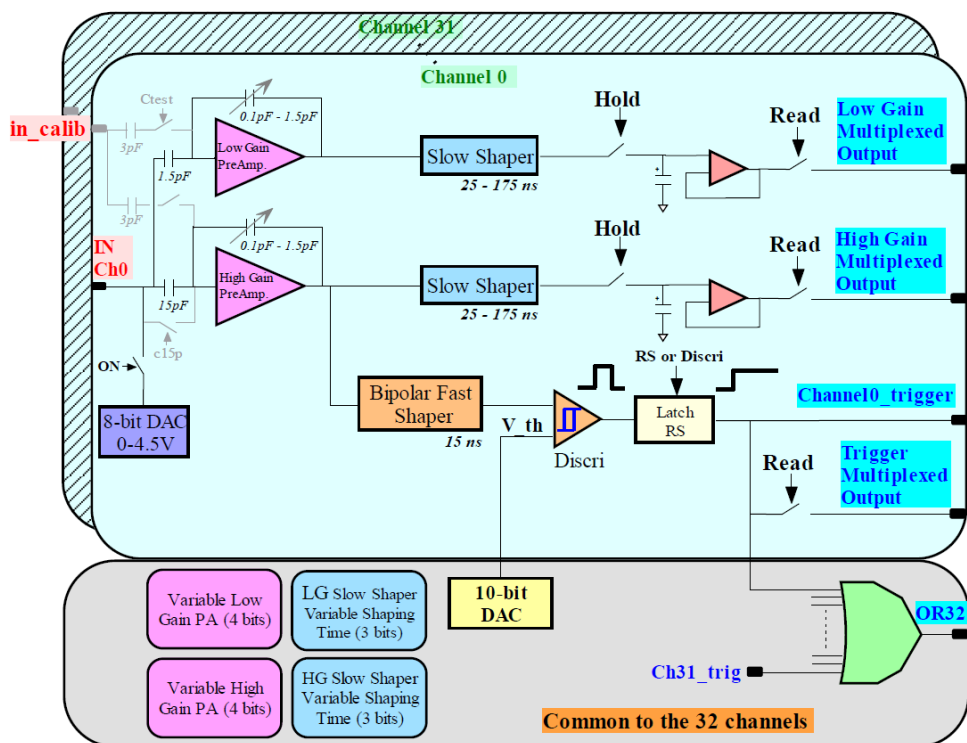 Channel 31
Channel 0
in_calib
Ctest
3pF
1.5pF
0.1pF - 1.5pF
Low Gain
PreAmp.
Slow Shaper
25 - 175 ns
Hold
Read
Low Gain
Multiplexed
Output
3pF
IN
Ch0
15pF
c15p
0.1pF - 1.5pF
High Gain
PreAmp.
Slow Shaper
25 - 175 ns
Hold
Read
High Gain
Multiplexed
Output
ON
8-bit DAC
0-4.5V
Bipolar Fast
Shaper
15 ns
V_th
Discri
RS or Discri
Latch
RS
Channel0_trigger
Read
Trigger
Multiplexed
Output
Variable Low
Gain PA (4 bits)
LG Slow Shaper
Variable Shaping
Time (3 bits)
10-bit
DAC
OR32
Variable High
Gain PA (4 bits)
HG Slow Shaper
Variable Shaping
Time (3 bits)
Ch31_trig
Common to the 32 channels